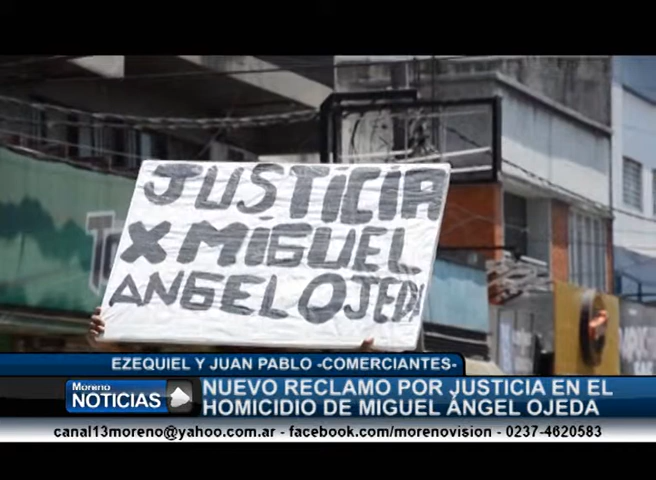 JUSTICIA
X MIGUEL
ANGEL OJEDA
EZEQUIEL Y JUAN PABLO -COMERCIANTES-
Moreno
NOTICIAS
NUEVO RECLAMO POR JUSTICIA EN EL
HOMICIDIO DE MIGUEL ÁNGEL OJEDA
canal13moreno@yahoo.com.ar - facebook.com/morenovision - 0237-4620583